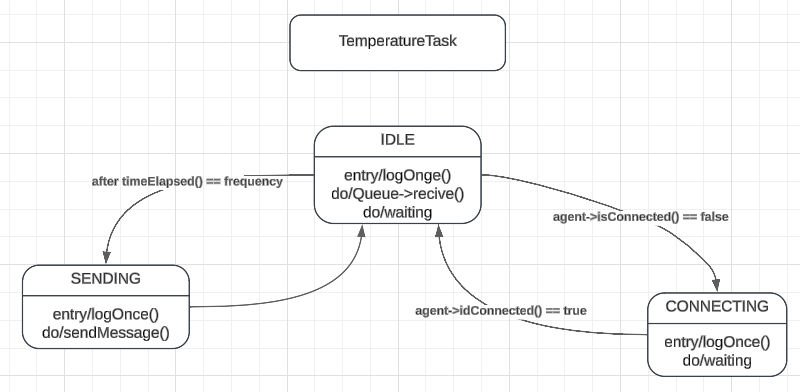 TemperatureTask
IDLE
entry/logOnge()
do/Queue->recive()
do/waiting
after timeElapsed() == frequency
agent->isConnected() == false
SENDING
entry/logOnce()
do/sendMessage()
agent->idConnected() == true
CONNECTING
entry/logOnce()
do/waiting